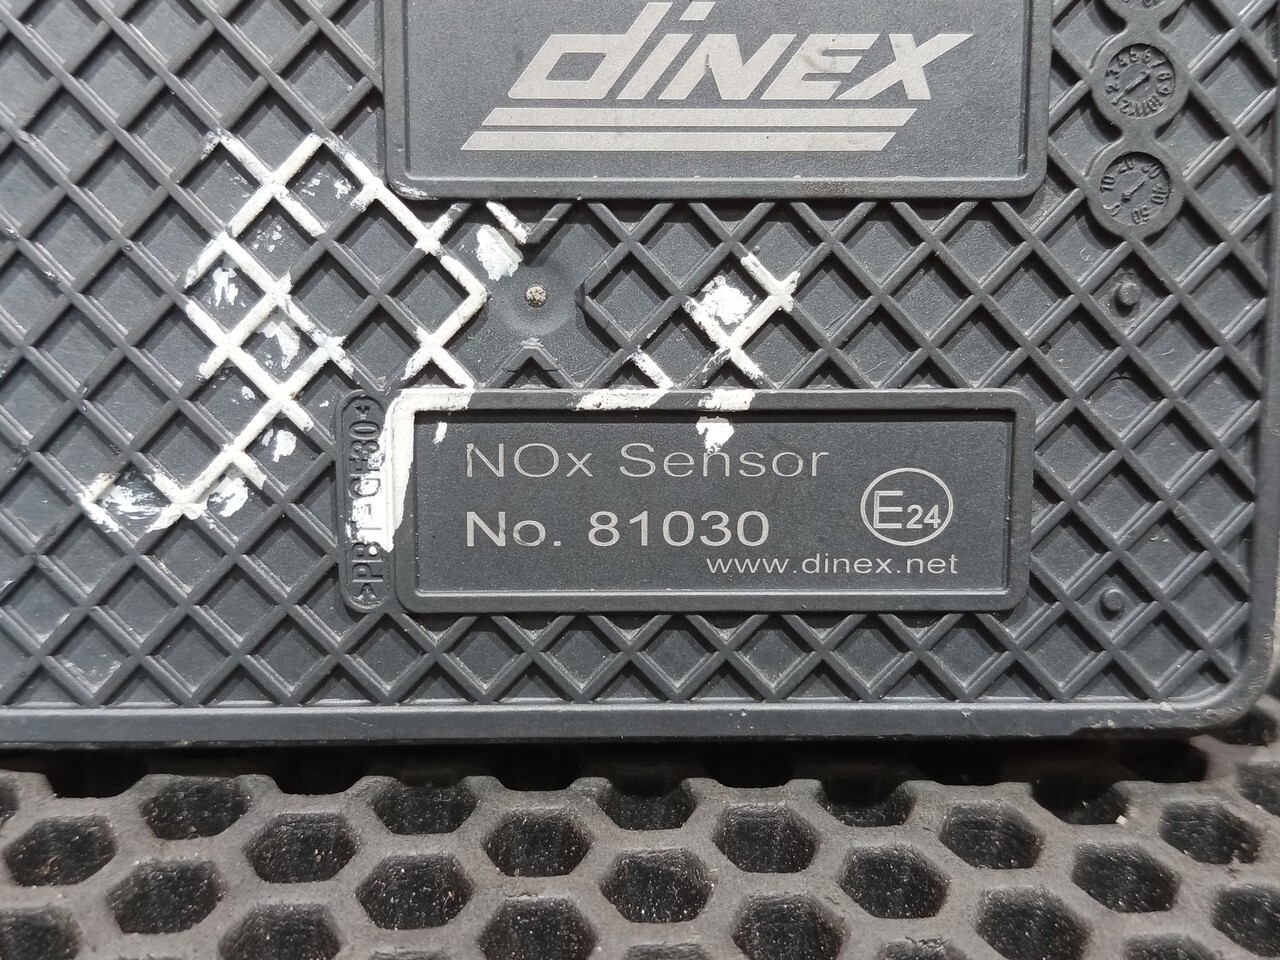 dinex
NOx Sensor
No. 81030
E24
www.dinex.net